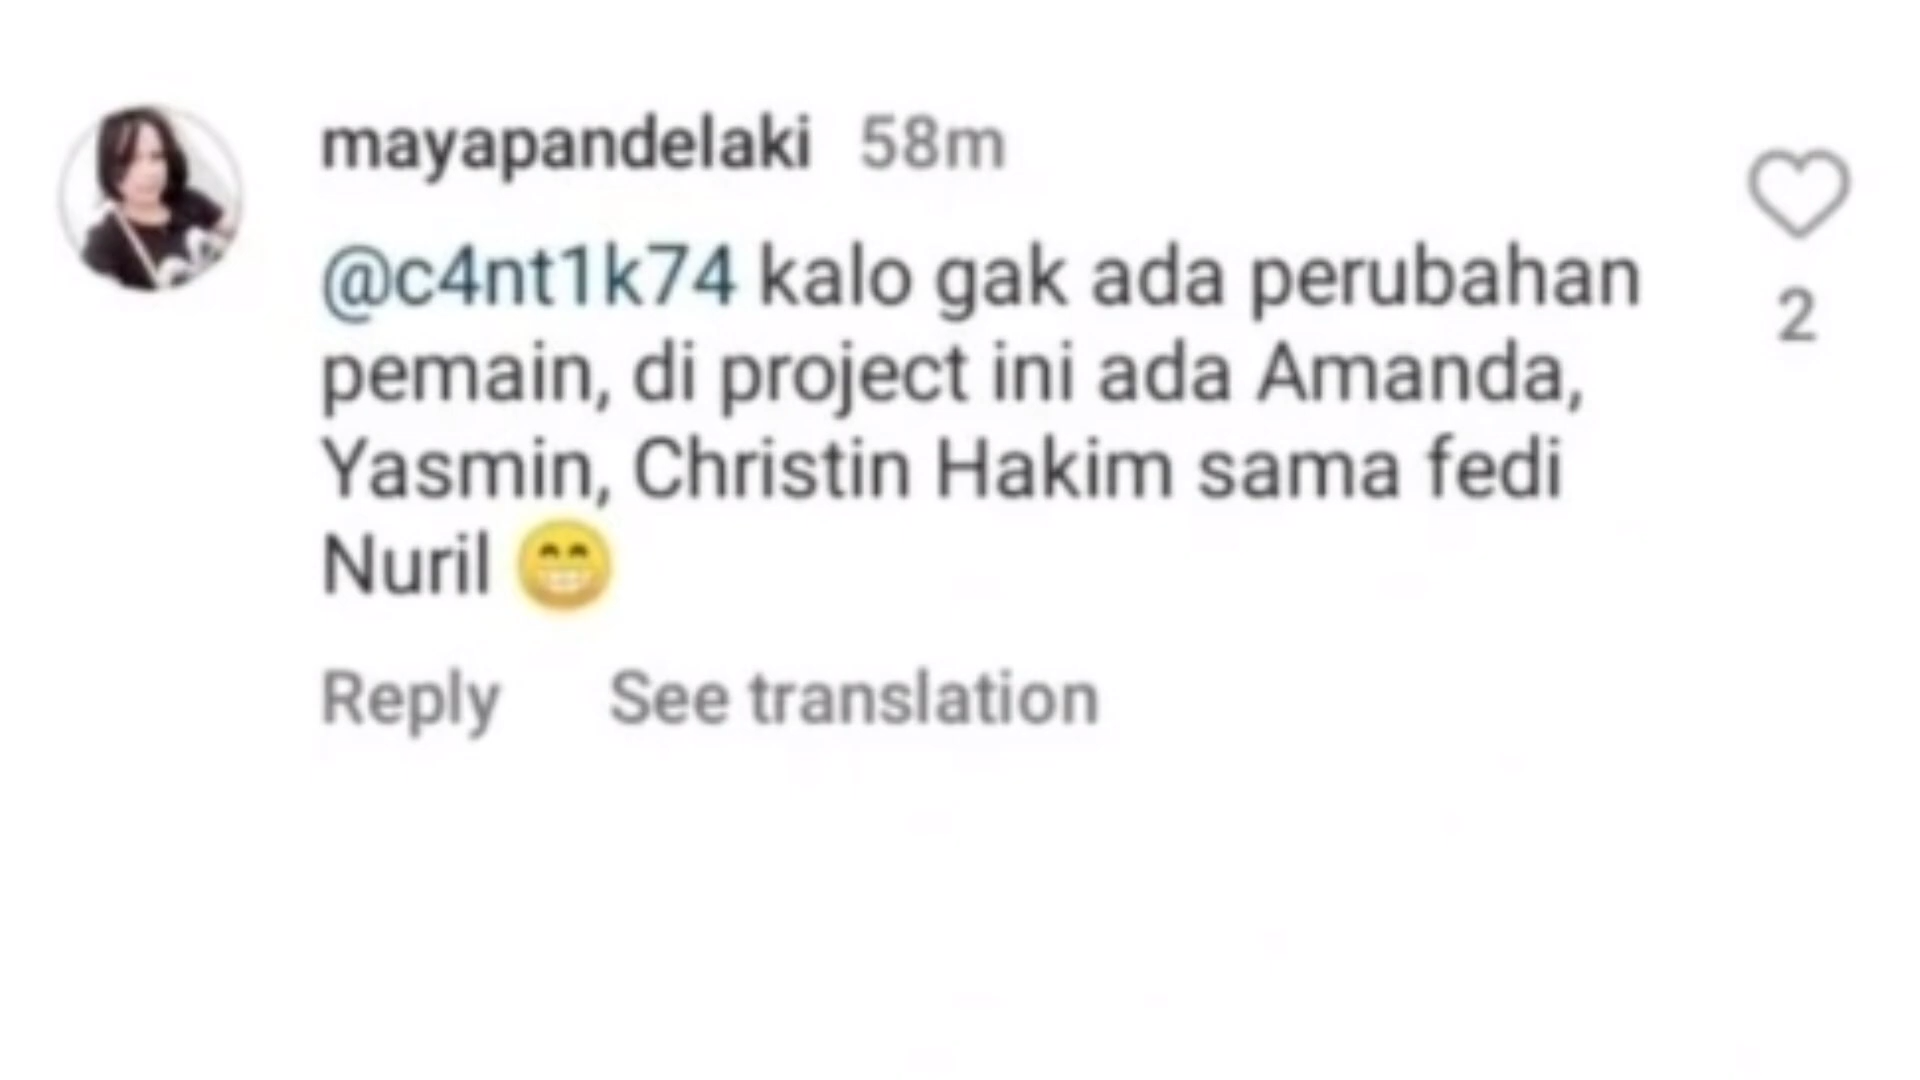 mayapandelaki 58m
@c4nt1k74 kalo gak ada perubahan
pemain, di project ini ada Amanda,
Yasmin, Christin Hakim sama fedi
Nuril 😁
2
Reply See translation